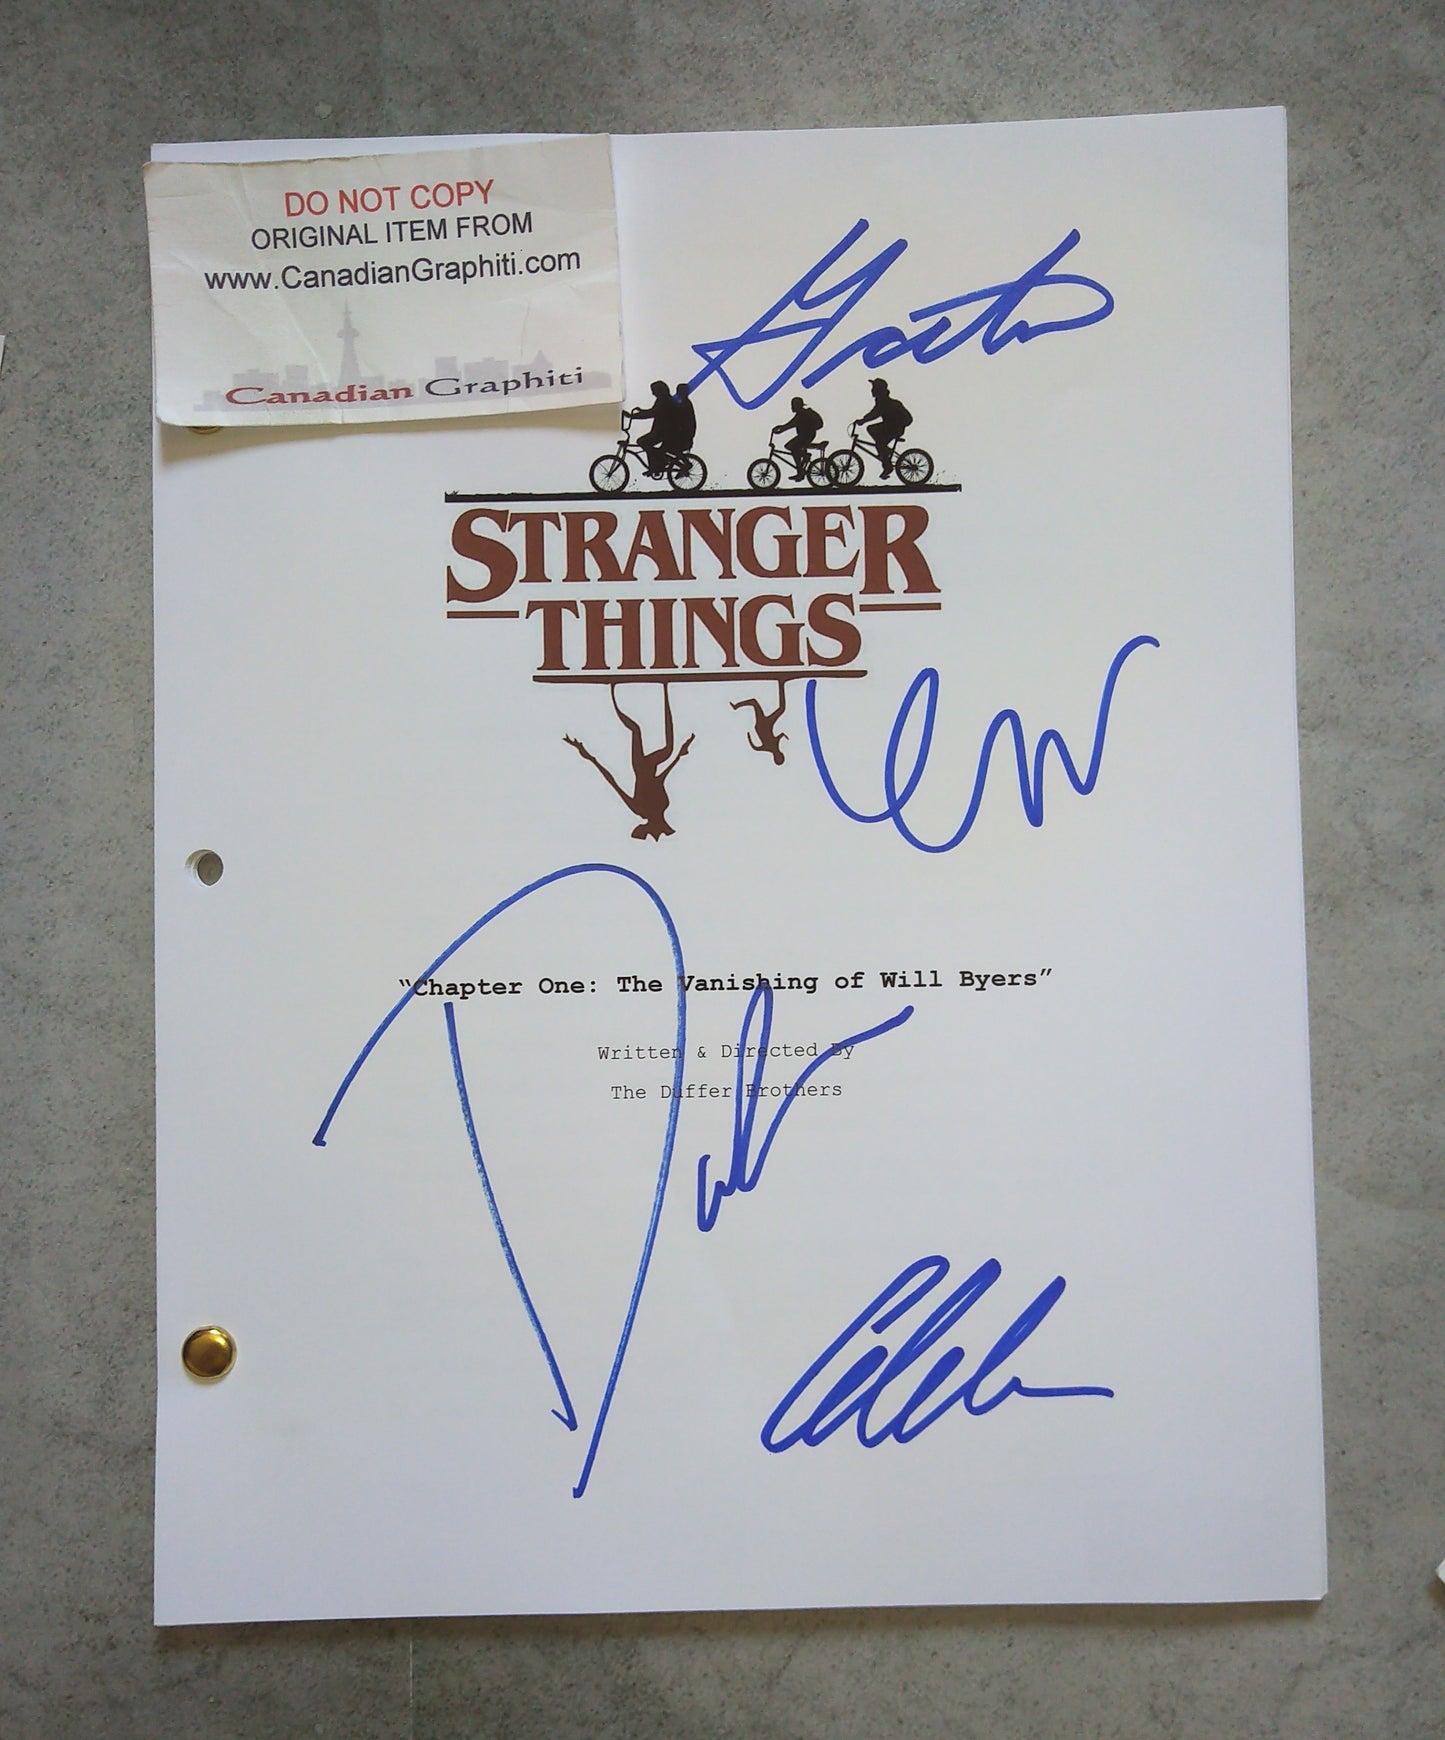 DO NOT COPY
ORIGINAL ITEM FROM
www.CanadianGraphiti.com
Canadian Graphiti
STRANGER
THINGS
“Chapter One: The Vanishing of Will Byers”
Written & Directed By
The Duffer Brothers